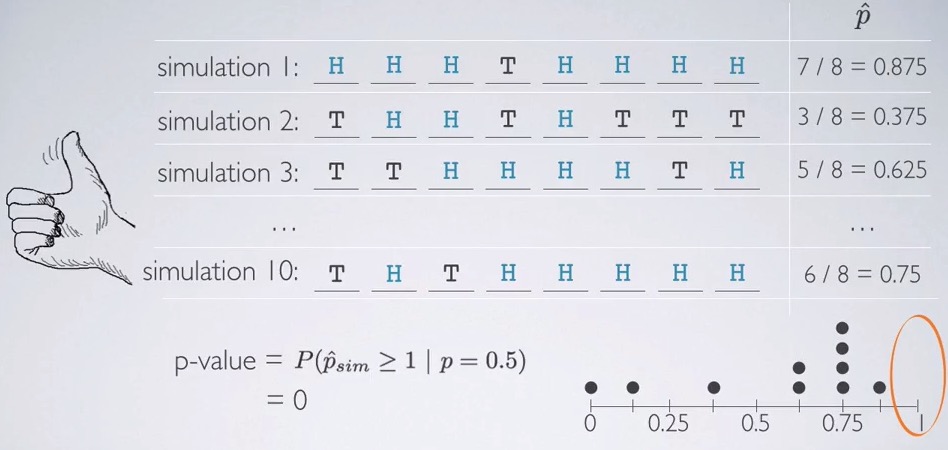 p̂
simulation 1: H H H T H H H H 7 / 8 = 0.875
simulation 2: T H H T H T T T 3 / 8 = 0.375
simulation 3: T T H H H H T H 5 / 8 = 0.625
... ...
simulation 10: T H T H H H H H 6 / 8 = 0.75
p-value = P(p̂sim ≥ 1 | p = 0.5)
= 0
0 0.25 0.5 0.75 1